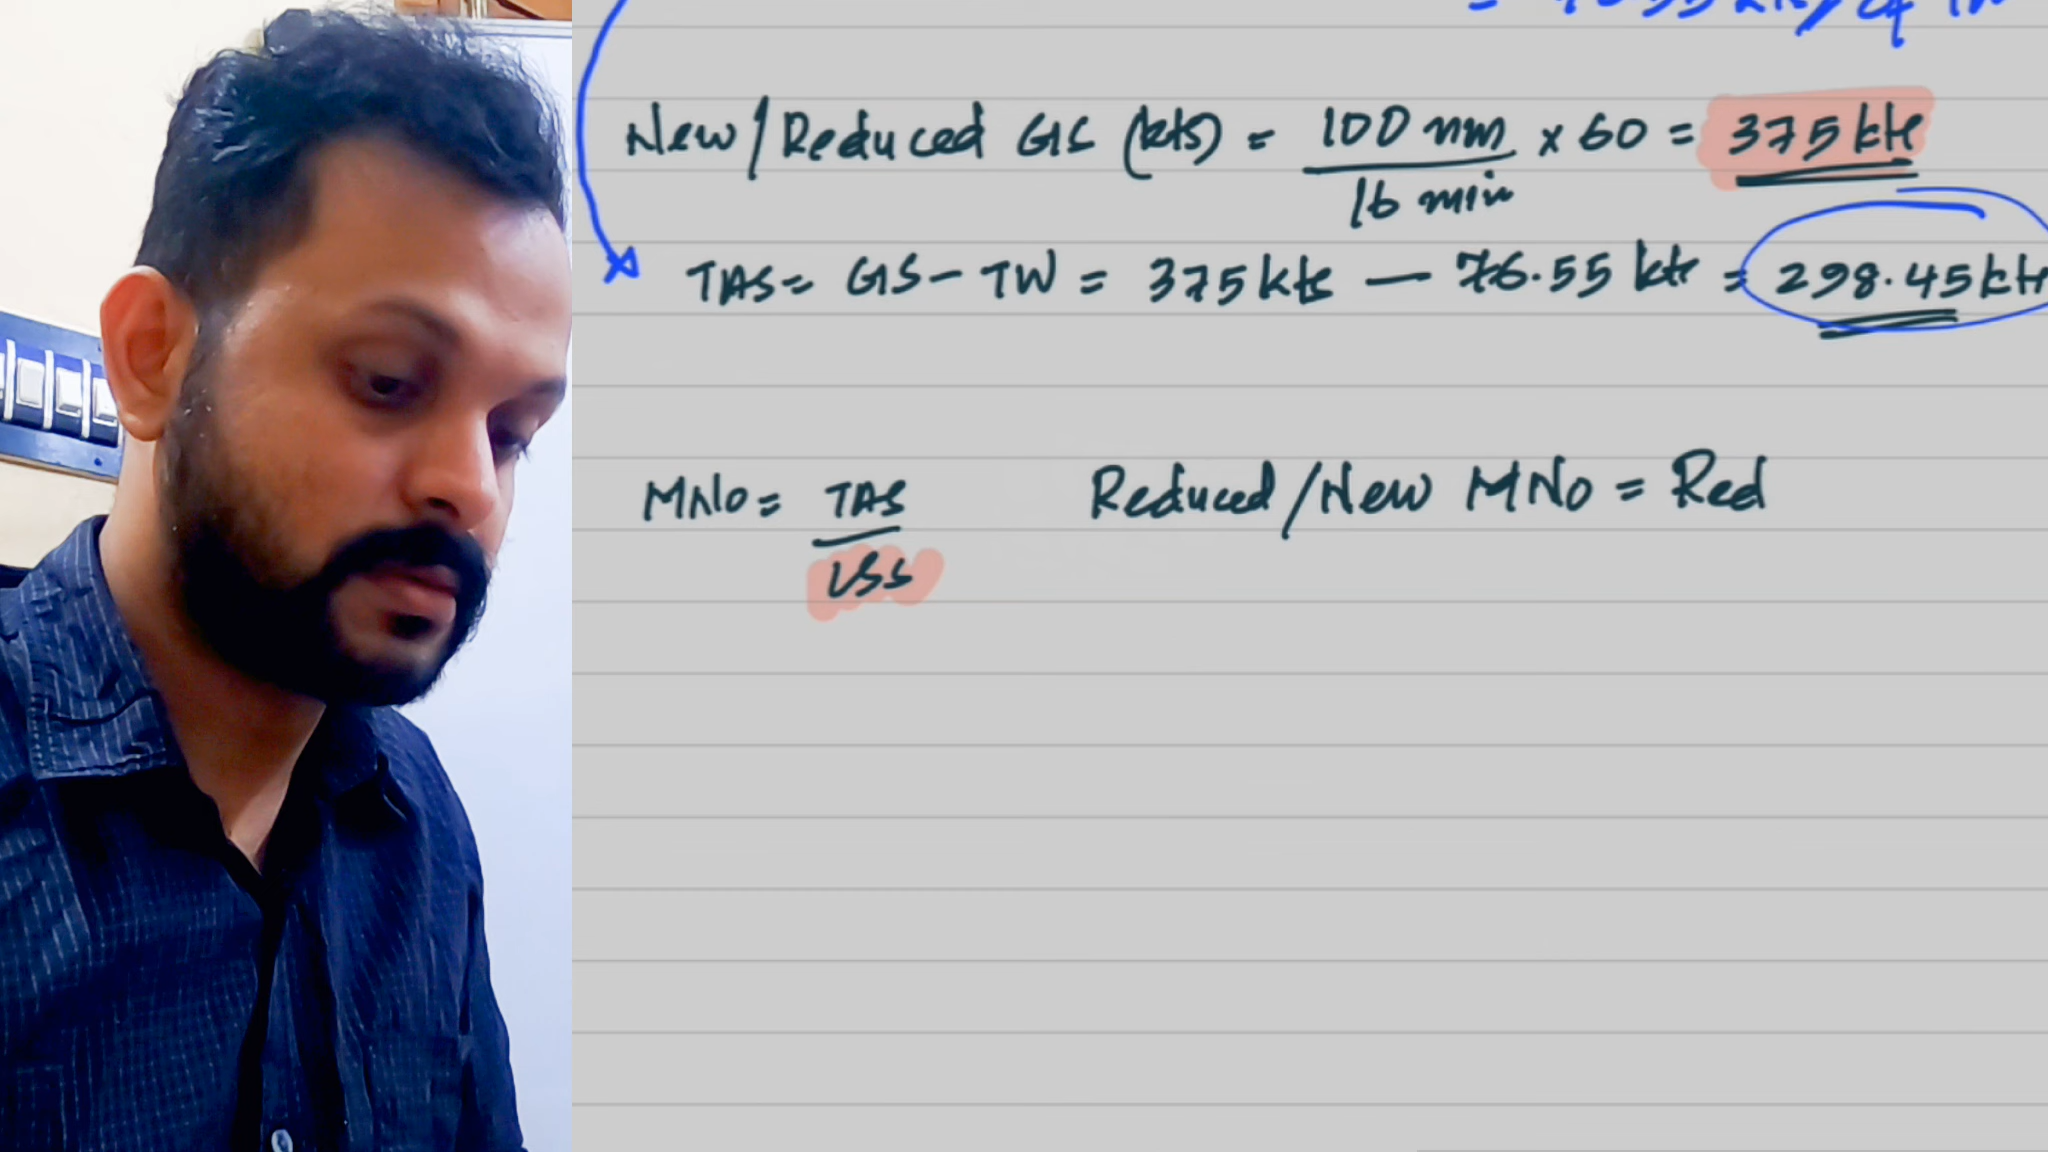 New/Reduced GS (kts) = 100 nm / 16 min × 60 = 375 kts
TAS = GS - TW = 375 kts — 76.55 kts = 298.45 kts
MNo = TAS / LSS
Reduced/New MNo = Red